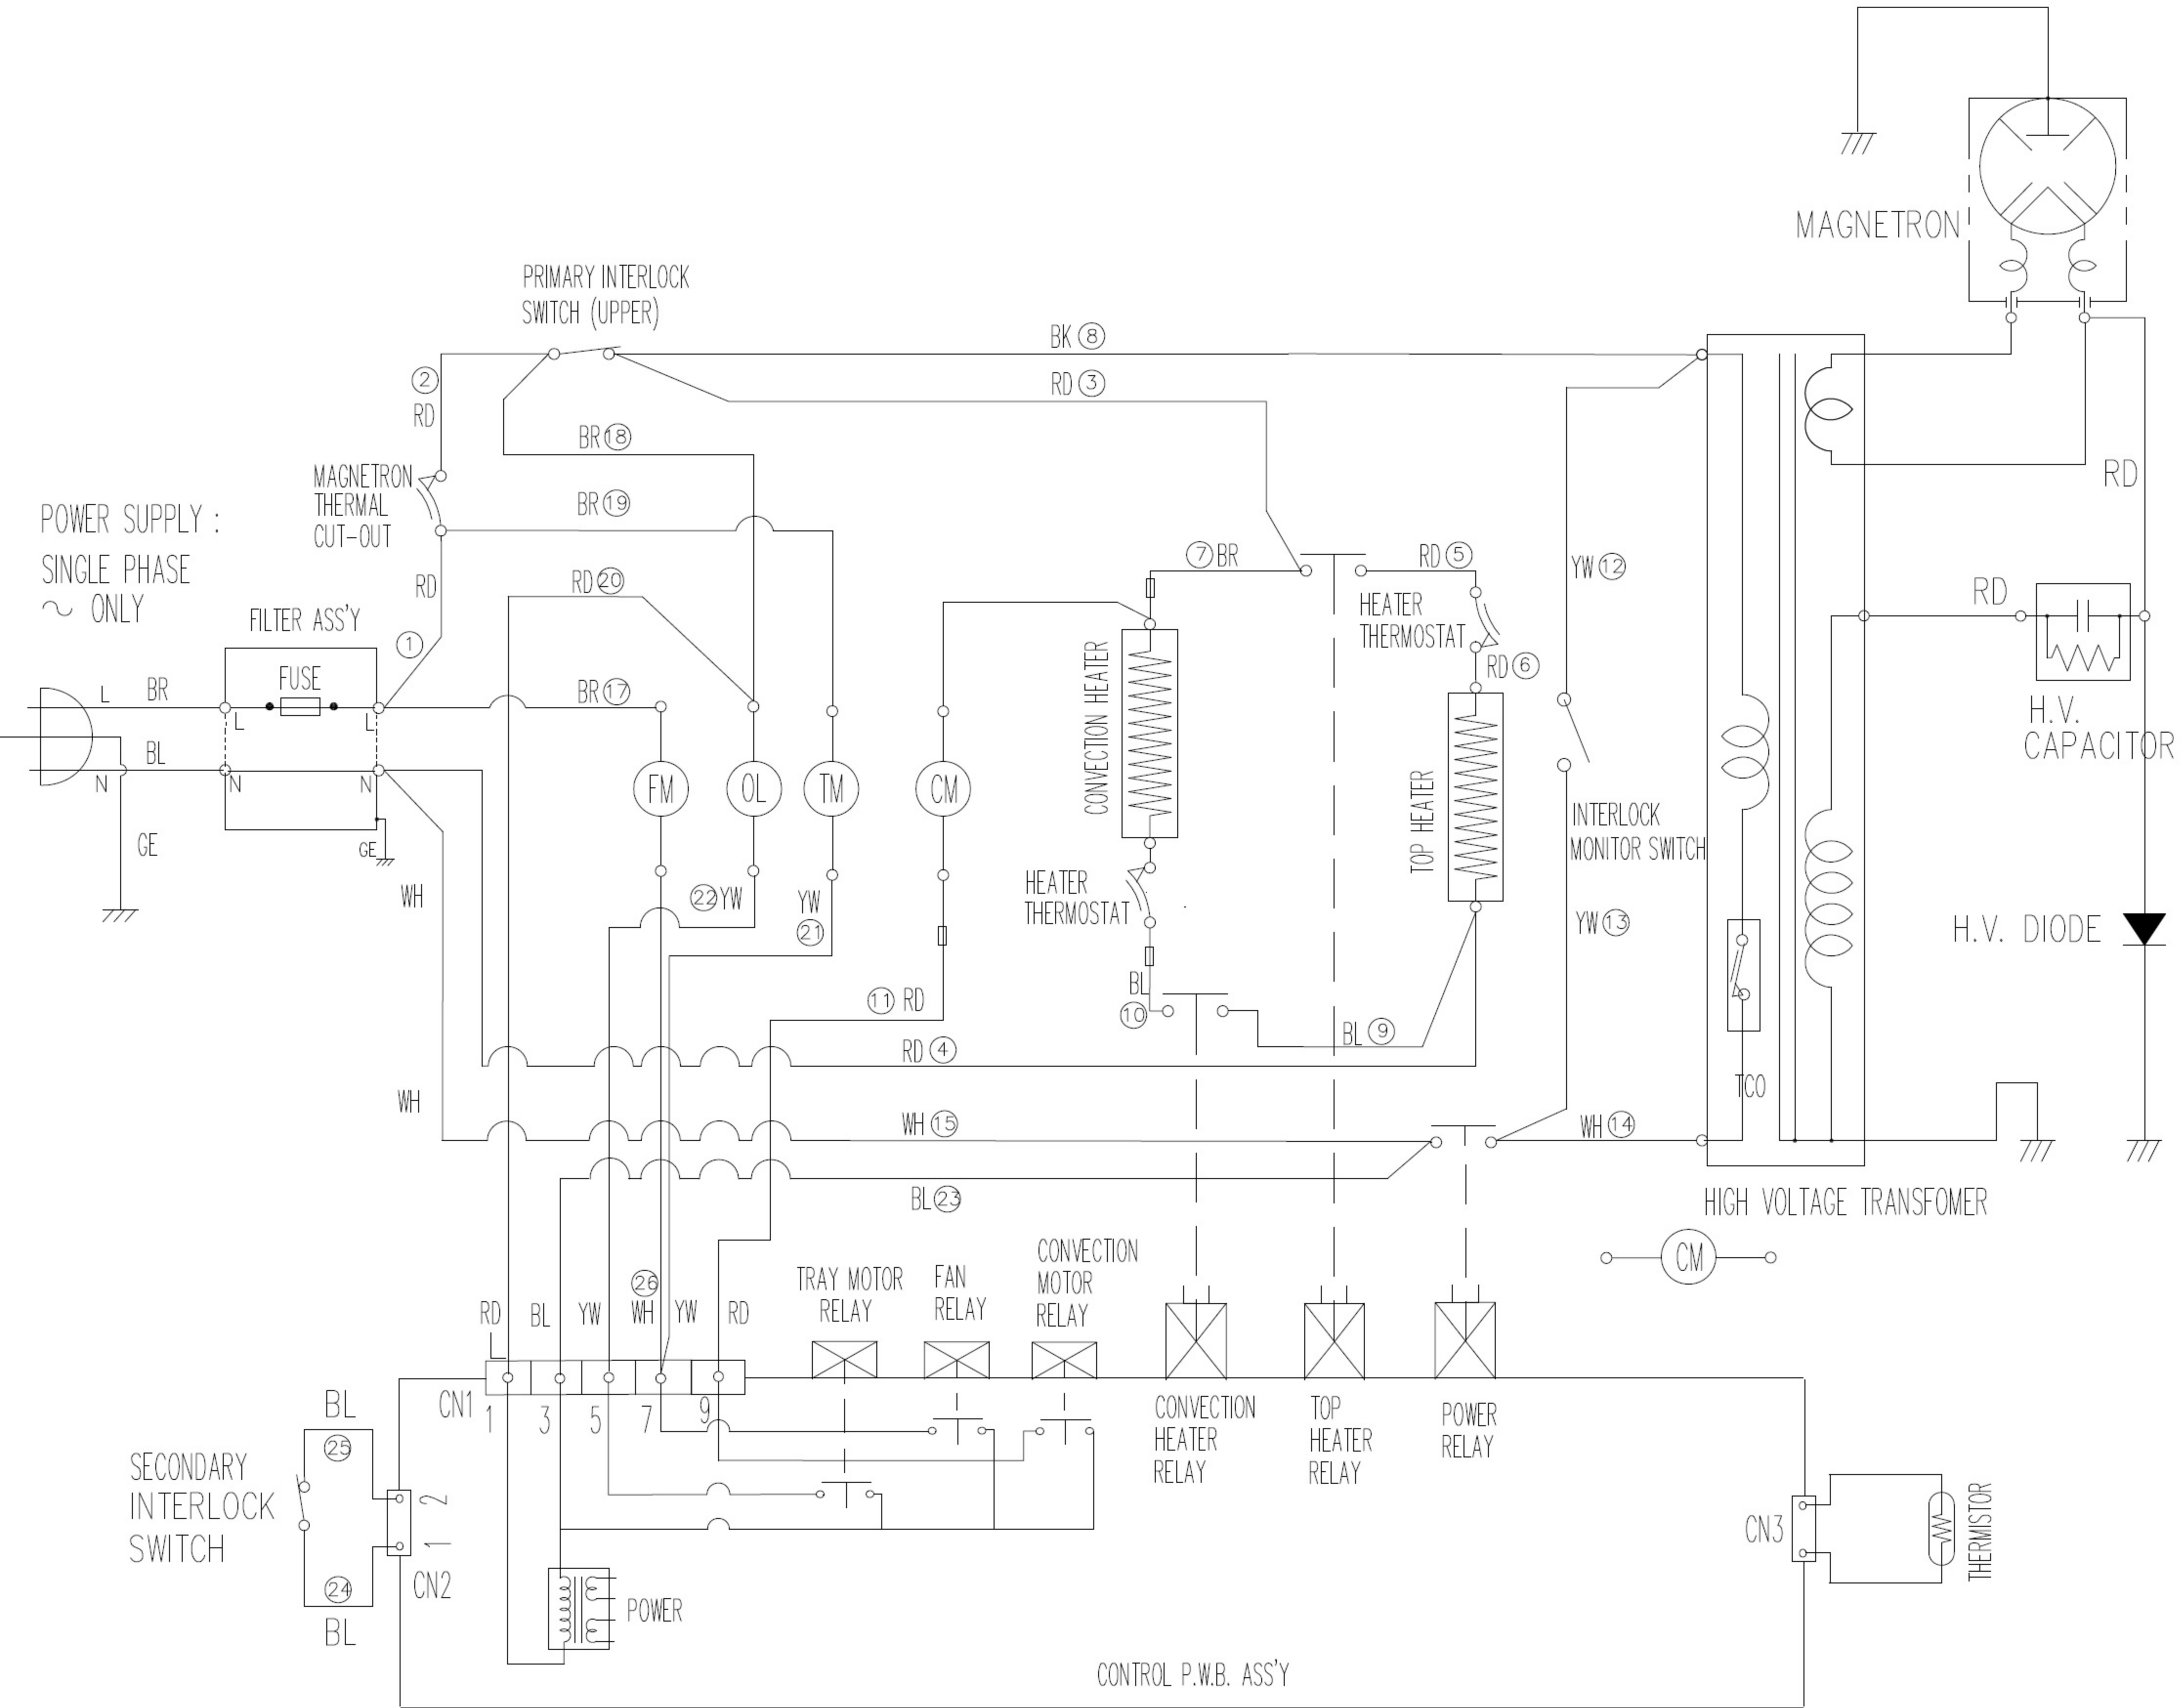 MAGNETRON
PRIMARY INTERLOCK
SWITCH (UPPER)
BK 8
RD 3
2
RD
BR 18
MAGNETRON
THERMAL
CUT-OUT
BR 19
RD
POWER SUPPLY :
SINGLE PHASE
~ ONLY
RD
RD 20
7 BR
RD 5
YW 12
HEATER
THERMOSTAT
RD 6
RD
FILTER ASS'Y
1
FUSE
L
BR
L
L
BR 17
BL
N
N
N
GE
GE
FM
OL
TM
CM
CONVECTION HEATER
TOP HEATER
H.V.
CAPACITOR
INTERLOCK
MONITOR SWITCH
WH
22 YW
YW
21
HEATER
THERMOSTAT
YW 13
H.V. DIODE
11 RD
BL
10
BL 9
RD 4
TCO
WH
WH 15
WH 14
BL 23
HIGH VOLTAGE TRANSFOMER
CM
RD
BL
YW
26
WH
YW
RD
TRAY MOTOR
RELAY
FAN
RELAY
CONVECTION
MOTOR
RELAY
CN1
1
3
5
7
9
CONVECTION
HEATER
RELAY
TOP
HEATER
RELAY
POWER
RELAY
BL
25
SECONDARY
INTERLOCK
SWITCH
2
1
CN2
24
BL
POWER
CN3
THERMISTOR
CONTROL P.W.B. ASS'Y